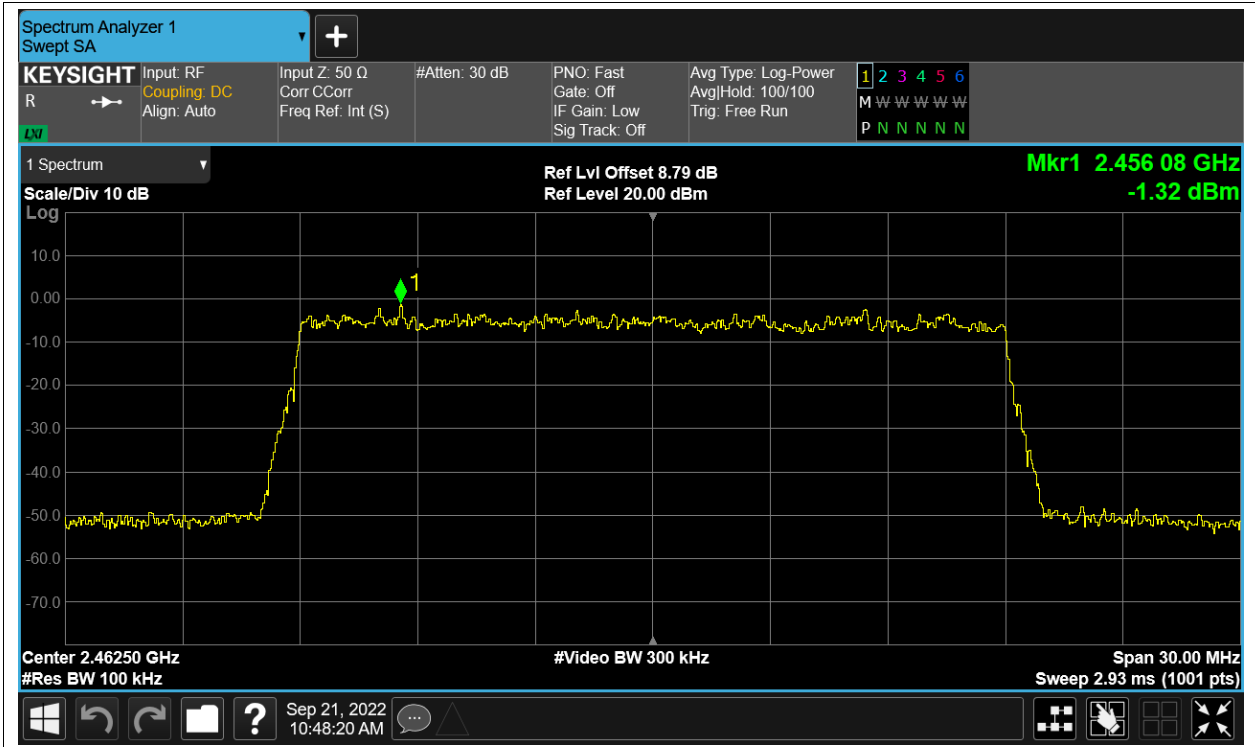 Spectrum Analyzer 1
Swept SA
KEYSIGHT
R
LXI
Input: RF
Coupling: DC
Align: Auto
Input Z: 50 Ω
Corr CCorr
Freq Ref: Int (S)
#Atten: 30 dB
PNO: Fast
Gate: Off
IF Gain: Low
Sig Track: Off
Avg Type: Log-Power
Avg|Hold: 100/100
Trig: Free Run
1 2 3 4 5 6
M W W W W W
P N N N N N
1 Spectrum
Scale/Div 10 dB
Log
Ref Lvl Offset 8.79 dB
Ref Level 20.00 dBm
Mkr1 2.456 08 GHz
-1.32 dBm
10.0
0.00
-10.0
-20.0
-30.0
-40.0
-50.0
-60.0
-70.0
1
Center 2.46250 GHz
#Res BW 100 kHz
#Video BW 300 kHz
Span 30.00 MHz
Sweep 2.93 ms (1001 pts)
?
Sep 21, 2022
10:48:20 AM